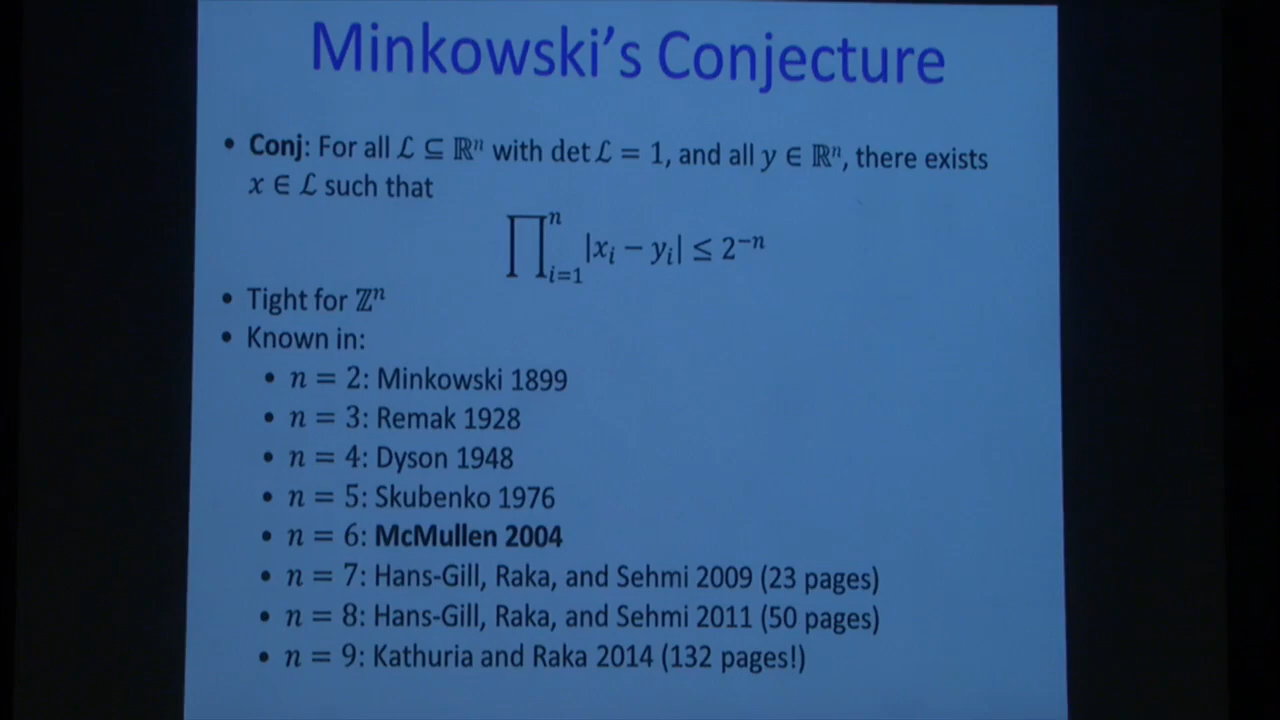 Minkowski's Conjecture
• Conj: For all ℒ ⊆ ℝⁿ with det ℒ = 1, and all y ∈ ℝⁿ, there exists
x ∈ ℒ such that
∏ᵢ₌₁ⁿ |xᵢ − yᵢ| ≤ 2⁻ⁿ
• Tight for ℤⁿ
• Known in:
• n = 2: Minkowski 1899
• n = 3: Remak 1928
• n = 4: Dyson 1948
• n = 5: Skubenko 1976
• n = 6: McMullen 2004
• n = 7: Hans-Gill, Raka, and Sehmi 2009 (23 pages)
• n = 8: Hans-Gill, Raka, and Sehmi 2011 (50 pages)
• n = 9: Kathuria and Raka 2014 (132 pages!)